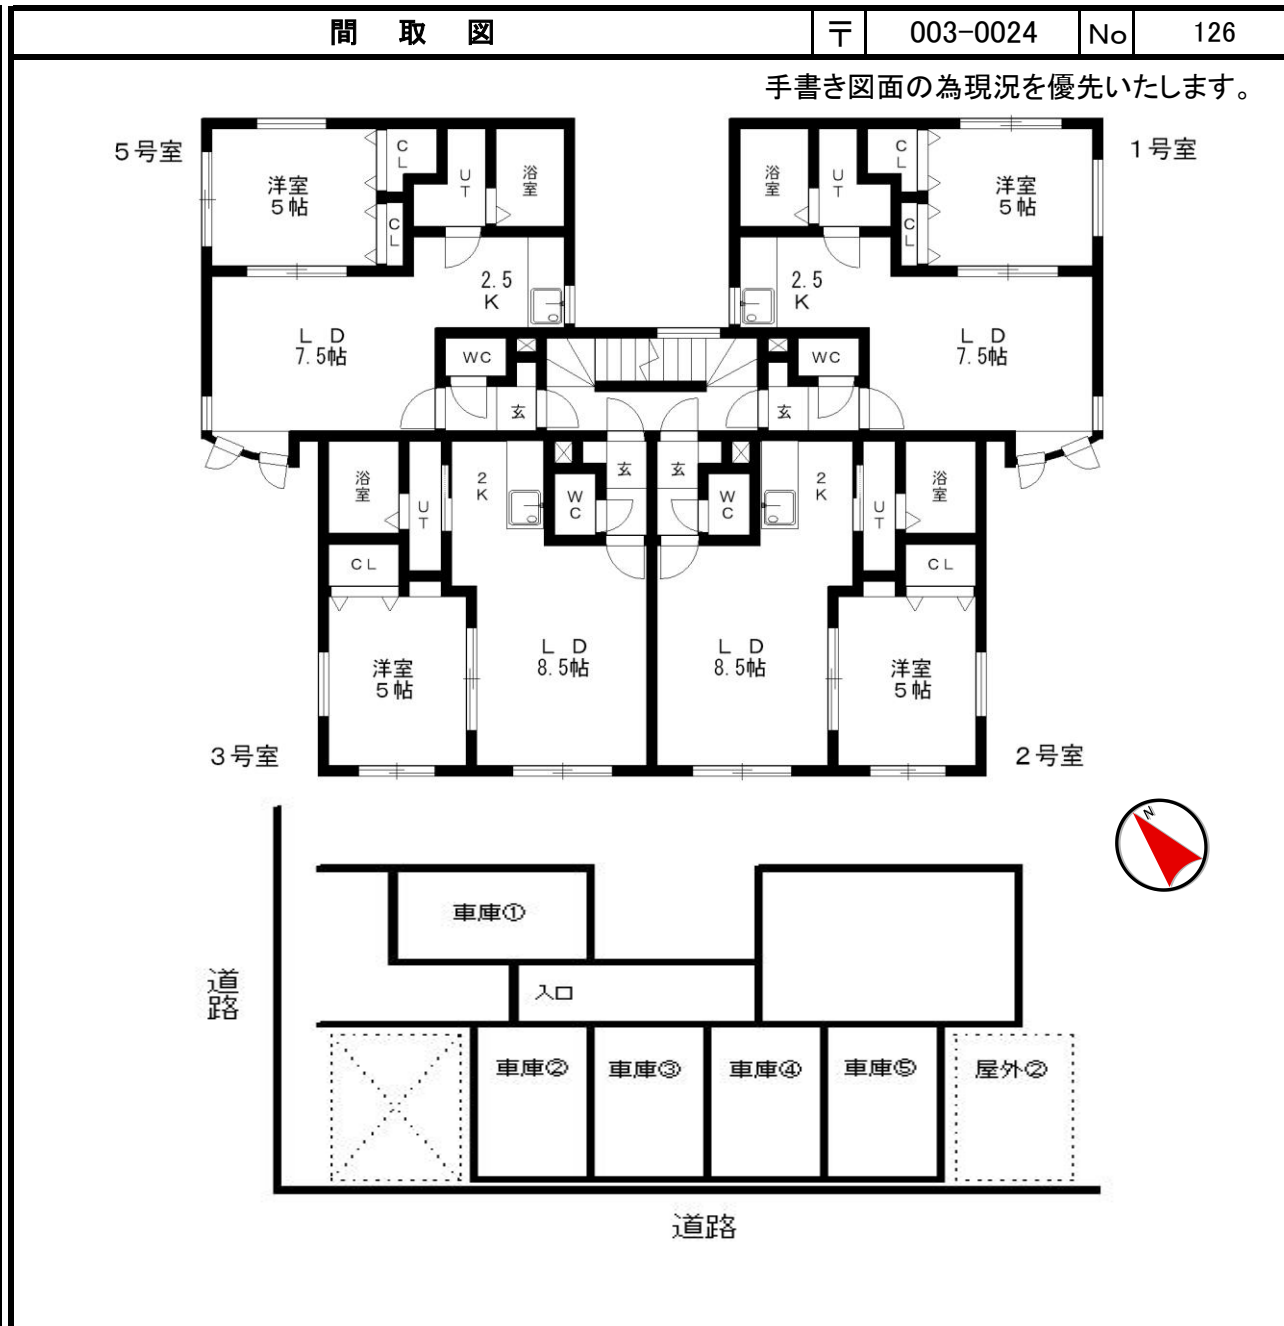 間 取 図 〒 003-0024 No 126
手書き図面の為現況を優先いたします。
5号室
洋室
5帖
CL
CL
UT
浴室
2.5
K
LD
7.5帖
WC
玄
1号室
浴室
UT
CL
CL
洋室
5帖
2.5
K
LD
7.5帖
WC
玄
浴室
UT
2
K
WC
玄
CL
洋室
5帖
LD
8.5帖
3号室
玄
WC
2
K
UT
浴室
CL
LD
8.5帖
洋室
5帖
2号室
N
車庫①
道路
入口
車庫② 車庫③ 車庫④ 車庫⑤ 屋外②
道路